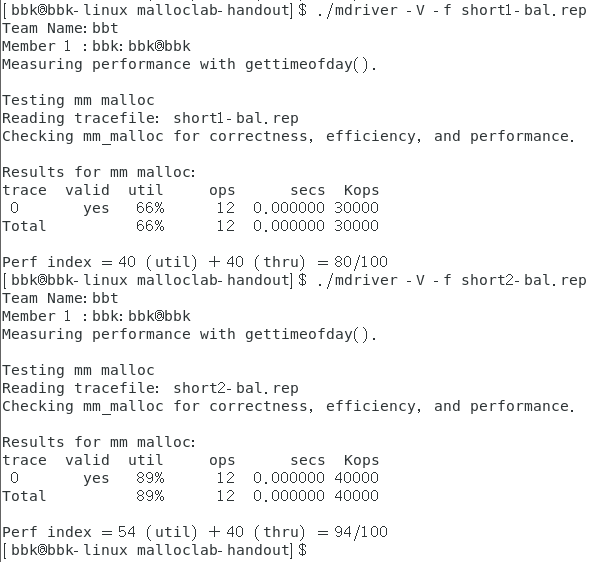 [bbk@bbk-linux malloclab-handout]$ ./mdriver -V -f short1-bal.rep
Team Name:bbt
Member 1 :bbk:bbk@bbk
Measuring performance with gettimeofday().
Testing mm malloc
Reading tracefile: short1-bal.rep
Checking mm_malloc for correctness, efficiency, and performance.
Results for mm malloc:
trace  valid  util     ops      secs  Kops
 0       yes   66%      12  0.000000 30000
Total          66%      12  0.000000 30000
Perf index = 40 (util) + 40 (thru) = 80/100
[bbk@bbk-linux malloclab-handout]$ ./mdriver -V -f short2-bal.rep
Team Name:bbt
Member 1 :bbk:bbk@bbk
Measuring performance with gettimeofday().
Testing mm malloc
Reading tracefile: short2-bal.rep
Checking mm_malloc for correctness, efficiency, and performance.
Results for mm malloc:
trace  valid  util     ops      secs  Kops
 0       yes   89%      12  0.000000 40000
Total          89%      12  0.000000 40000
Perf index = 54 (util) + 40 (thru) = 94/100
[bbk@bbk-linux malloclab-handout]$